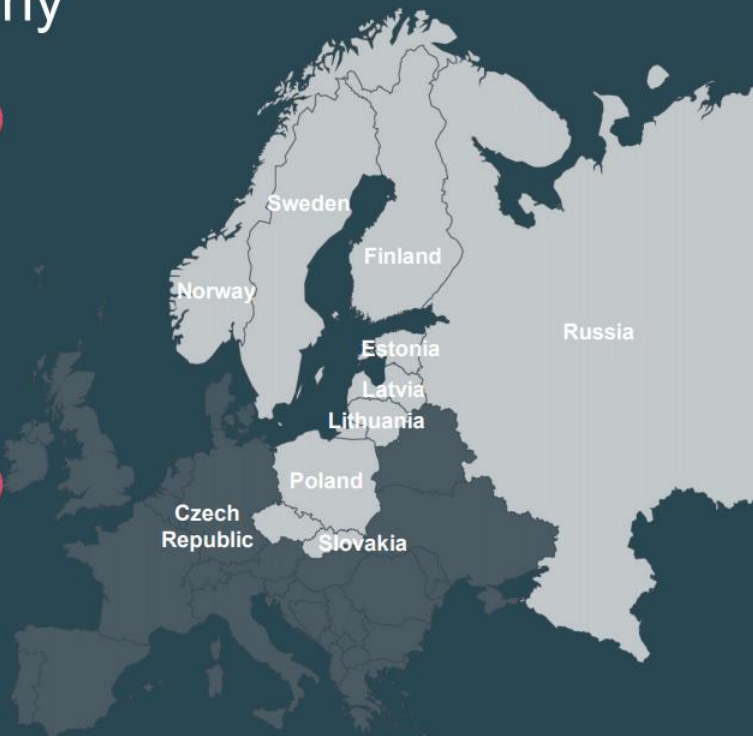 Sweden
Finland
Norway
Russia
Estonia
Latvia
Lithuania
Poland
Czech
Republic
Slovakia